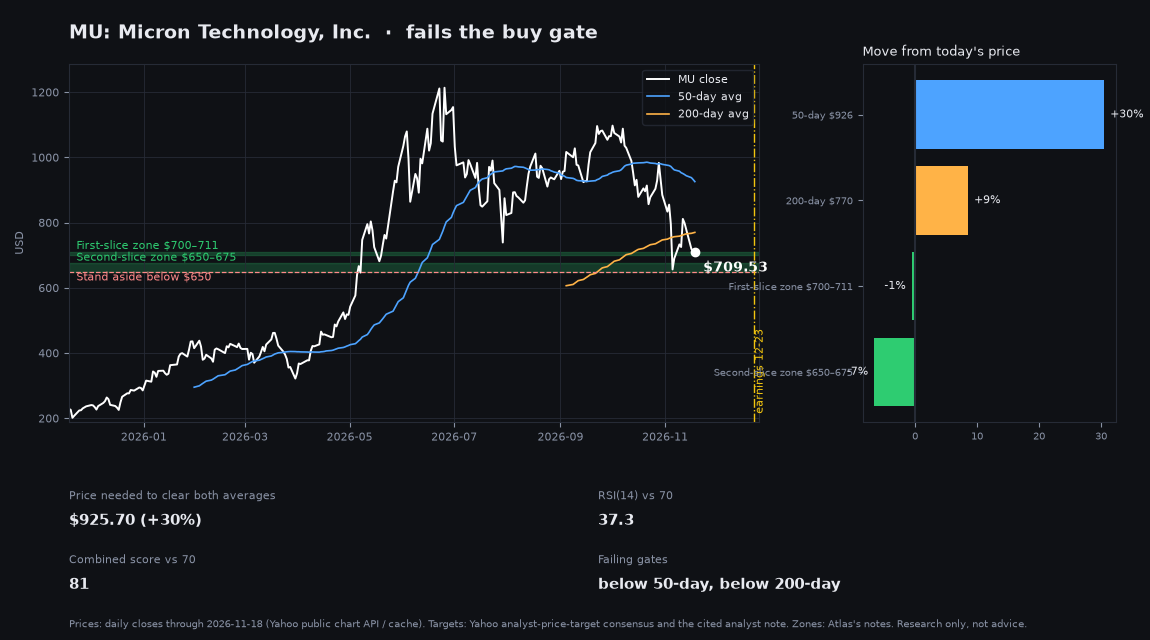 MU: Micron Technology, Inc. · fails the buy gate
Move from today's price
MU close
50-day avg
200-day avg
1200
1000
800
600
400
200
USD
First-slice zone $700–711
Second-slice zone $650–675
Stand aside below $650
$709.53
earnings 12-23
2026-01
2026-03
2026-05
2026-07
2026-09
2026-11
50-day $926
+30%
200-day $770
+9%
First-slice zone $700–711
-1%
Second-slice zone $650–675
-7%
0
10
20
30
Price needed to clear both averages
$925.70 (+30%)
RSI(14) vs 70
37.3
Combined score vs 70
81
Failing gates
below 50-day, below 200-day
Prices: daily closes through 2026-11-18 (Yahoo public chart API / cache). Targets: Yahoo analyst-price-target consensus and the cited analyst note. Zones: Atlas's notes. Research only, not advice.